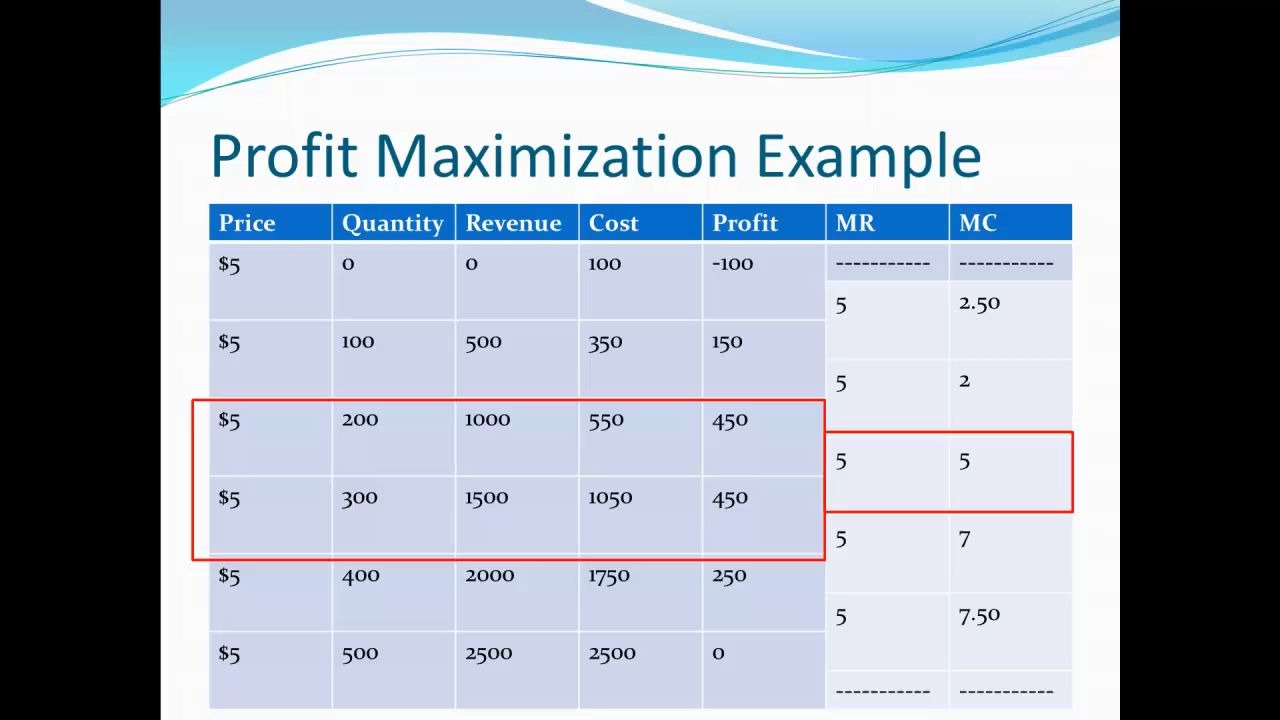 Profit Maximization Example
Price Quantity Revenue Cost Profit MR MC
$5 0 0 100 -100 ----------- -----------
5 2.50
$5 100 500 350 150
5 2
$5 200 1000 550 450
5 5
$5 300 1500 1050 450
5 7
$5 400 2000 1750 250
5 7.50
$5 500 2500 2500 0
----------- -----------